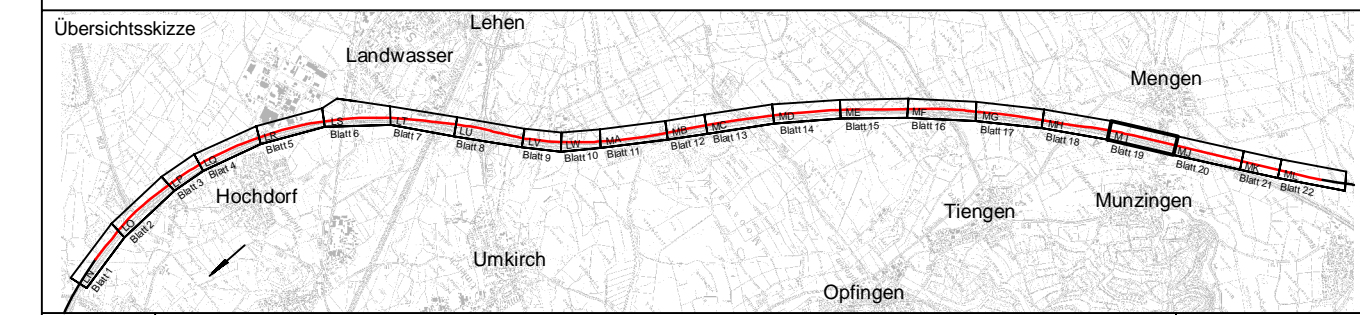 Übersichtsskizze
Lehen
Landwasser
Mengen
Hochdorf
Umkirch
Opfingen
Tiengen
Munzingen
LN
Blatt 1
LO
Blatt 2
LP
Blatt 3
LQ
Blatt 4
LR
Blatt 5
LS
Blatt 6
LT
Blatt 7
LU
Blatt 8
LV
Blatt 9
LW
Blatt 10
MA
Blatt 11
MB
Blatt 12
MC
Blatt 13
MD
Blatt 14
ME
Blatt 15
MF
Blatt 16
MG
Blatt 17
MH
Blatt 18
MI
Blatt 19
MJ
Blatt 20
MK
Blatt 21
ML
Blatt 22